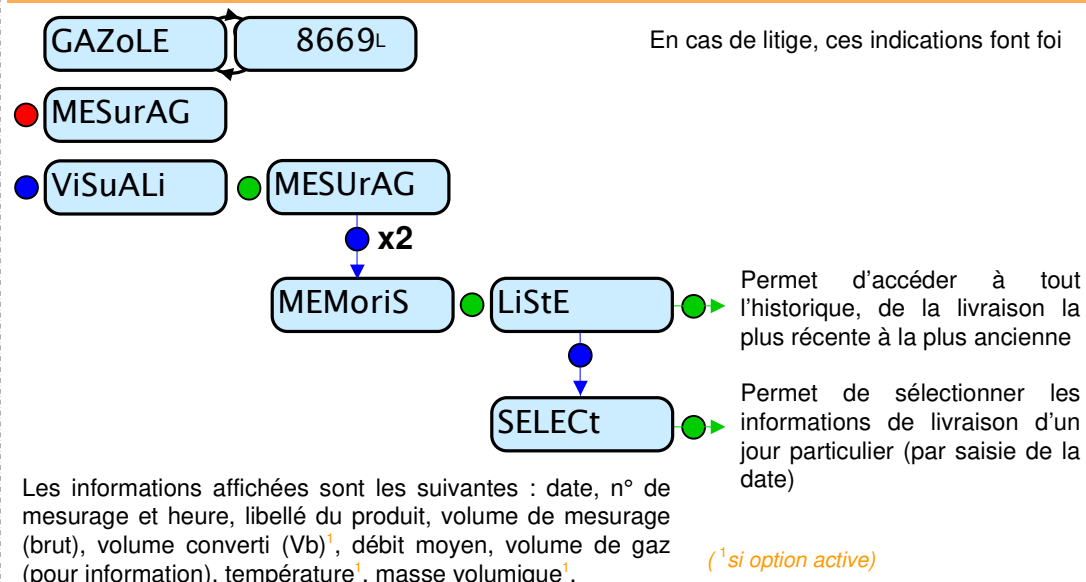 GAZoLE 8669L
En cas de litige, ces indications font foi
MESurAG
ViSuALi MESUrAG
x2
MEMoriS LiStE
Permet d'accéder à tout
l'historique, de la livraison la
plus récente à la plus ancienne
SELECt
Permet de sélectionner les
informations de livraison d'un
jour particulier (par saisie de la
date)
Les informations affichées sont les suivantes : date, n° de
mesurage et heure, libellé du produit, volume de mesurage
(brut), volume converti (Vb)¹, débit moyen, volume de gaz
(pour information), température¹, masse volumique¹.
(¹si option active)